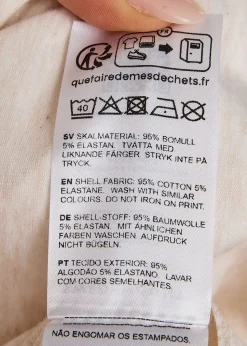 FR
quefairedemesdechets.fr
40
SV SKALMATERIAL: 95% BOMULL
5% ELASTAN. TVÄTTA MED
LIKNANDE FÄRGER. STRYK INTE PÅ
TRYCK.
EN SHELL FABRIC: 95% COTTON 5%
ELASTANE. WASH WITH SIMILAR
COLOURS. DO NOT IRON ON PRINT.
DE SHELL-STOFF: 95% BAUMWOLLE
5% ELASTAN. MIT ÄHNLICHEN
FARBEN WASCHEN. AUFDRUCK
NICHT BÜGELN.
PT TECIDO EXTERIOR: 95%
ALGODÃO 5% ELASTANO. LAVAR
COM CORES SEMELHANTES.
NÃO ENGOMAR OS ESTAMPADOS.